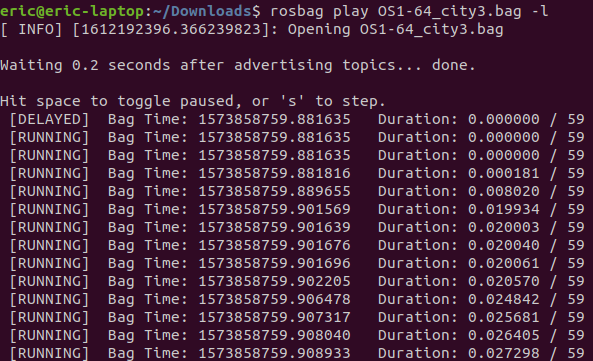 eric@eric-laptop:~/Downloads$ rosbag play OS1-64_city3.bag -l
[ INFO] [1612192396.366239823]: Opening OS1-64_city3.bag
Waiting 0.2 seconds after advertising topics... done.
Hit space to toggle paused, or 's' to step.
[DELAYED]  Bag Time: 1573858759.881635   Duration: 0.000000 / 59
[RUNNING]  Bag Time: 1573858759.881635   Duration: 0.000000 / 59
[RUNNING]  Bag Time: 1573858759.881635   Duration: 0.000000 / 59
[RUNNING]  Bag Time: 1573858759.881816   Duration: 0.000181 / 59
[RUNNING]  Bag Time: 1573858759.889655   Duration: 0.008020 / 59
[RUNNING]  Bag Time: 1573858759.901569   Duration: 0.019934 / 59
[RUNNING]  Bag Time: 1573858759.901639   Duration: 0.020003 / 59
[RUNNING]  Bag Time: 1573858759.901676   Duration: 0.020040 / 59
[RUNNING]  Bag Time: 1573858759.901696   Duration: 0.020061 / 59
[RUNNING]  Bag Time: 1573858759.902205   Duration: 0.020570 / 59
[RUNNING]  Bag Time: 1573858759.906478   Duration: 0.024842 / 59
[RUNNING]  Bag Time: 1573858759.907317   Duration: 0.025681 / 59
[RUNNING]  Bag Time: 1573858759.908040   Duration: 0.026405 / 59
[RUNNING]  Bag Time: 1573858759.908933   Duration: 0.027298 / 59